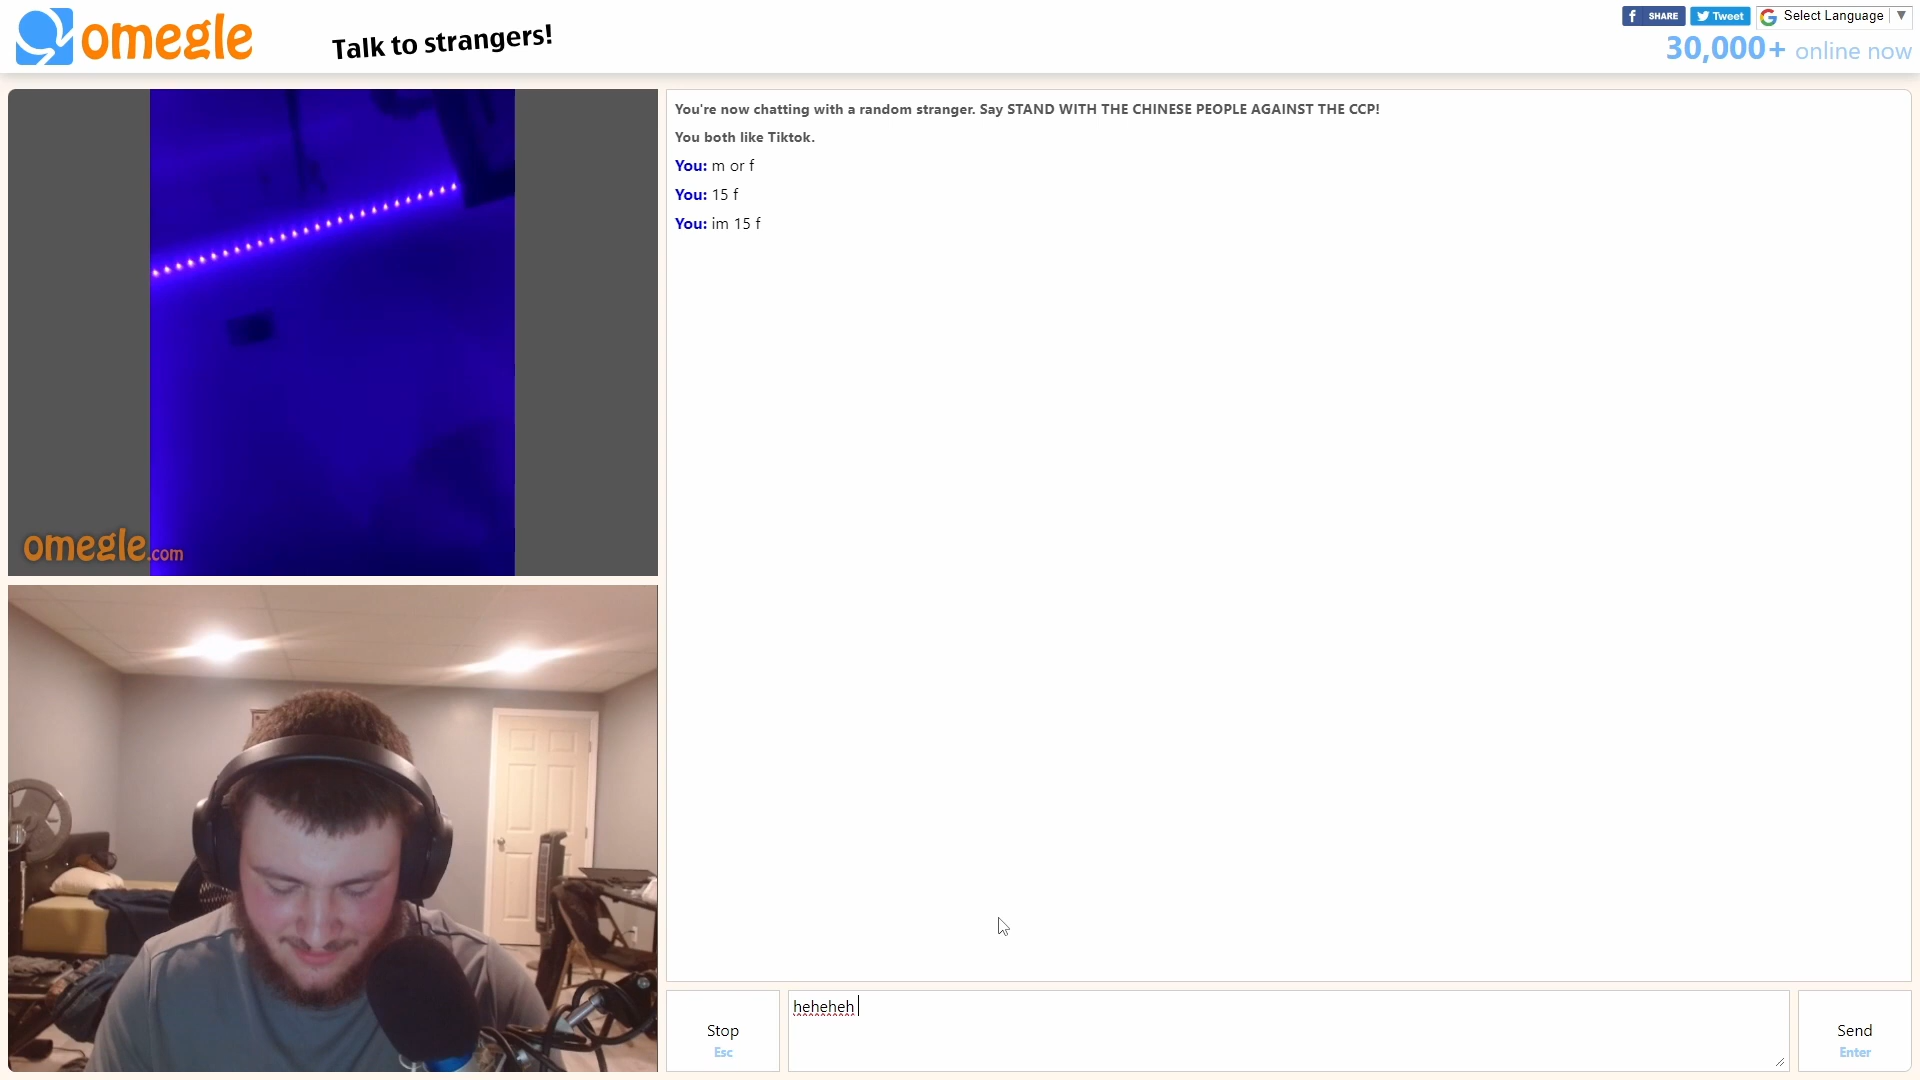 omegle
Talk to strangers!
SHARE
Tweet
Select Language
30,000+ online now
You're now chatting with a random stranger. Say STAND WITH THE CHINESE PEOPLE AGAINST THE CCP!
You both like Tiktok.
You: m or f
You: 15 f
You: im 15 f
omegle.com
Stop
Esc
heheheh
Send
Enter